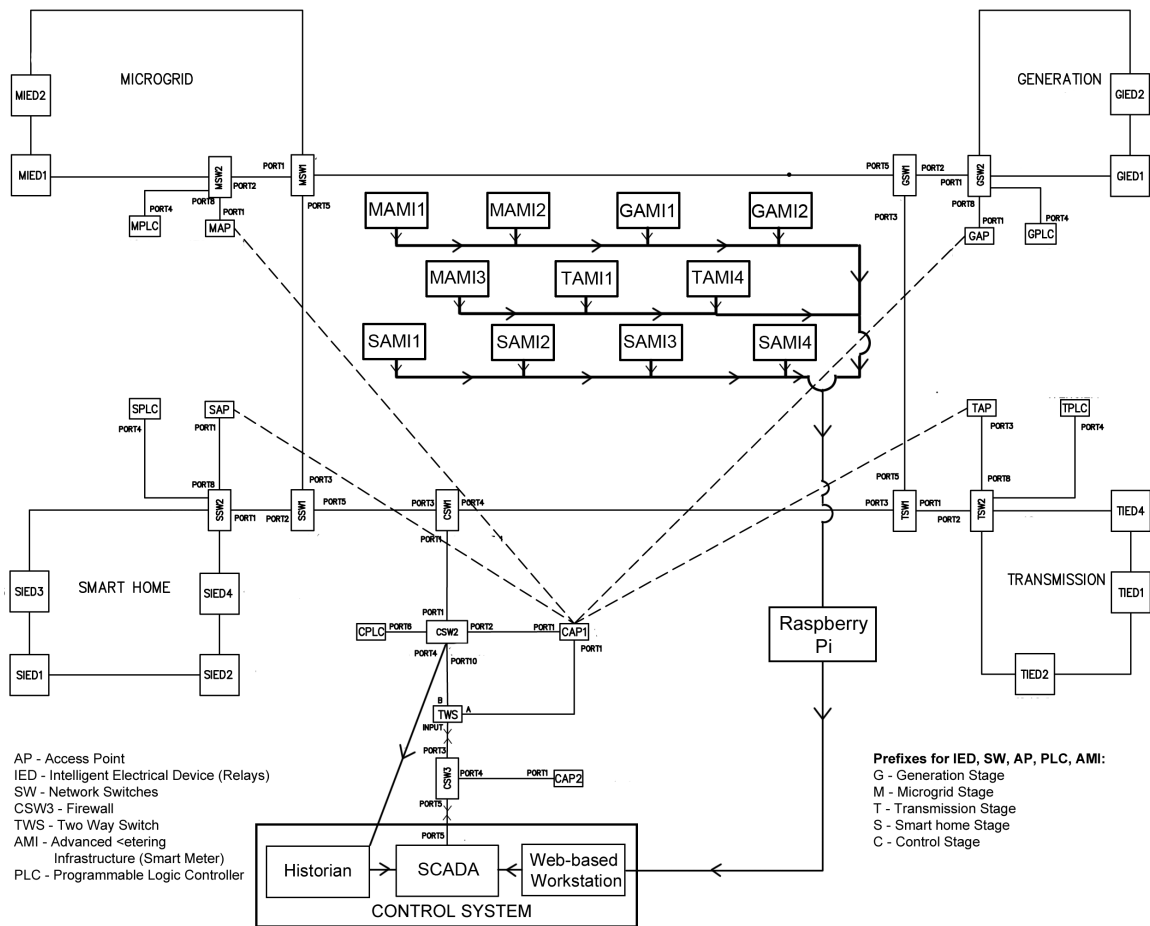 MICROGRID
GENERATION
MIED2
GIED2
MIED1
PORT1
MSW2
PORT2
MSW1
PORT5
GSW1
PORT2
PORT1
GSW2
GIED1
PORT8
PORT4
PORT1
MPLC
MAP
PORT5
PORT3
PORT8
PORT1
PORT4
GAP
GPLC
MAMI1
MAMI2
GAMI1
GAMI2
MAMI3
TAMI1
TAMI4
SAMI1
SAMI2
SAMI3
SAMI4
SPLC
SAP
TAP
TPLC
PORT4
PORT1
PORT3
PORT4
PORT8
PORT3
PORT5
PORT8
SSW2
PORT1
PORT2
SSW1
PORT5
PORT3
CSW1
PORT4
PORT3
TSW1
PORT1
PORT2
TSW2
TIED4
PORT1
SIED3
SMART HOME
SIED4
TRANSMISSION
TIED1
PORT1
CPLC
PORT6
CSW2
PORT2
PORT1
CAP1
PORT4
PORT10
PORT1
Raspberry
Pi
SIED1
SIED2
TIED2
B
TWS
A
INPUT
PORT3
CSW3
PORT4
PORT1
CAP2
PORT5
PORT5
AP - Access Point
IED - Intelligent Electrical Device (Relays)
SW - Network Switches
CSW3 - Firewall
TWS - Two Way Switch
AMI - Advanced <etering
Infrastructure (Smart Meter)
PLC - Programmable Logic Controller
Prefixes for IED, SW, AP, PLC, AMI:
G - Generation Stage
M - Microgrid Stage
T - Transmission Stage
S - Smart home Stage
C - Control Stage
Historian
SCADA
Web-based
Workstation
CONTROL SYSTEM